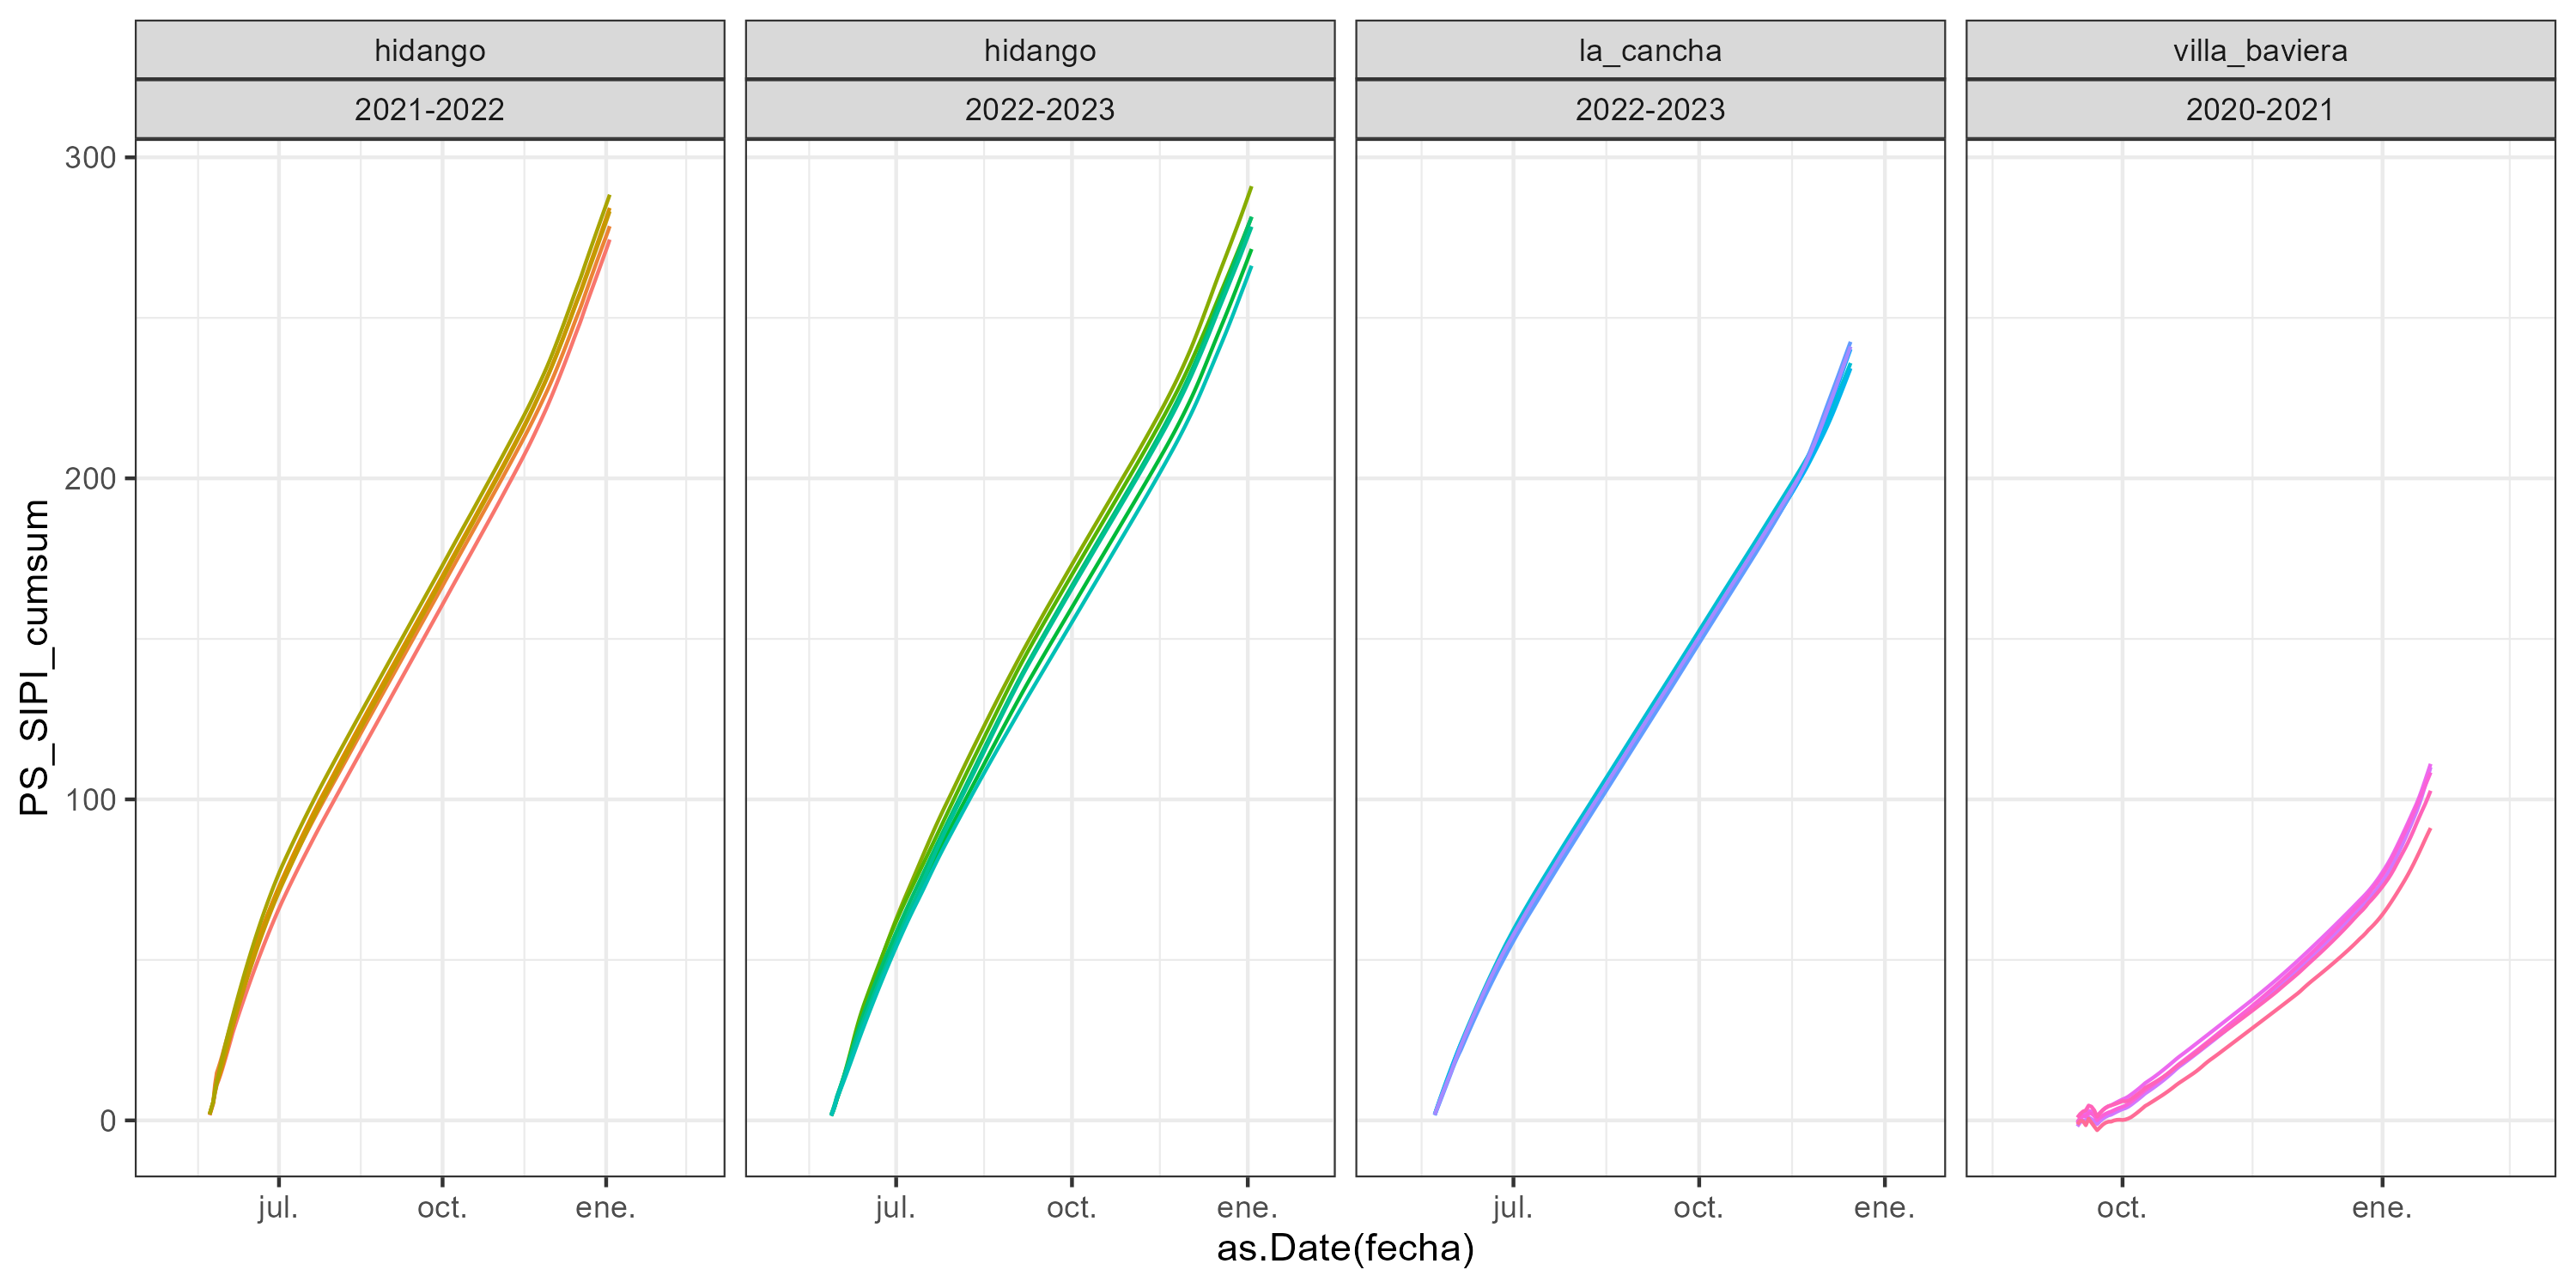 hidango
2021-2022
hidango
2022-2023
la_cancha
2022-2023
villa_baviera
2020-2021
PS_SIPI_cumsum
300
200
100
0
jul.
oct.
ene.
jul.
oct.
ene.
jul.
oct.
ene.
oct.
ene.
as.Date(fecha)